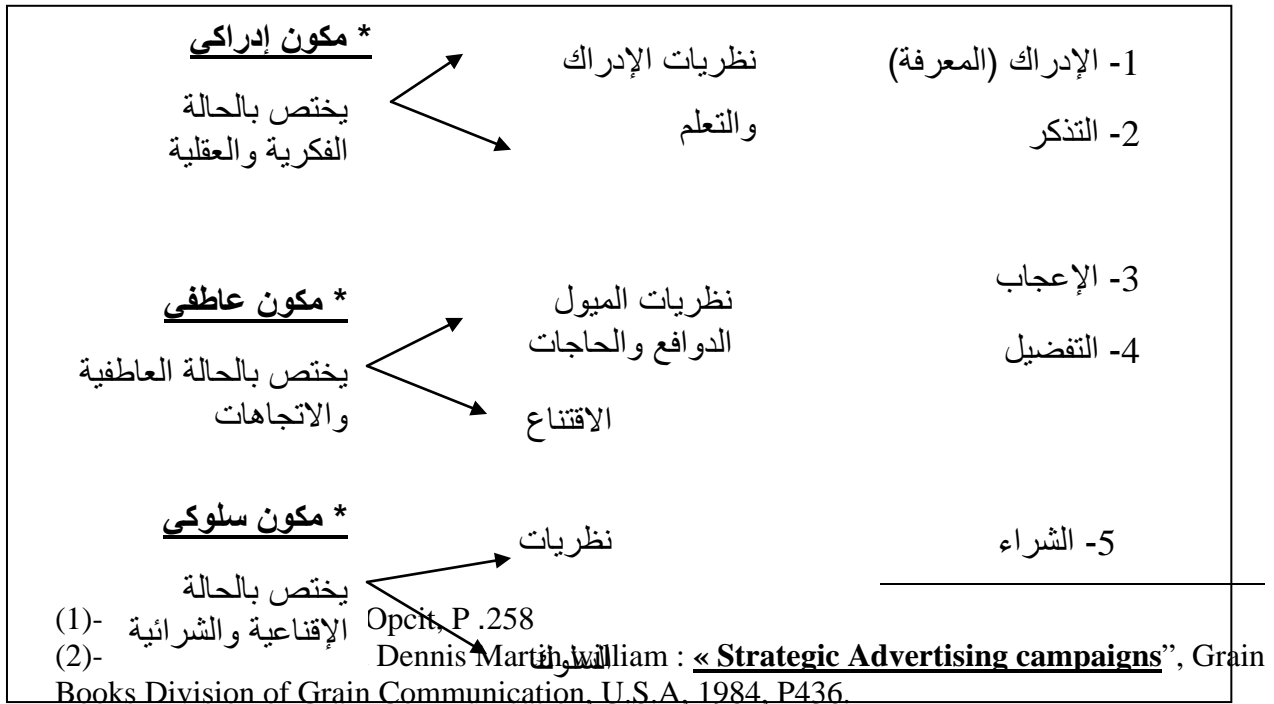 1- الإدراك (المعرفة)
2- التذكر
نظريات الإدراك
والتعلم
* مكون إدراكي
يختص بالحالة
الفكرية والعقلية
3- الإعجاب
4- التفضيل
نظريات الميول
الدوافع والحاجات
الاقتناع
* مكون عاطفي
يختص بالحالة العاطفية
والاتجاهات
5- الشراء
نظريات
السلوك
* مكون سلوكي
يختص بالحالة
الإقناعية والشرائية
(1)- Opcit, P .258
(2)- Dennis Martin william : « Strategic Advertising campaigns”, Grain
Books Division of Grain Communication, U.S.A, 1984, P436.